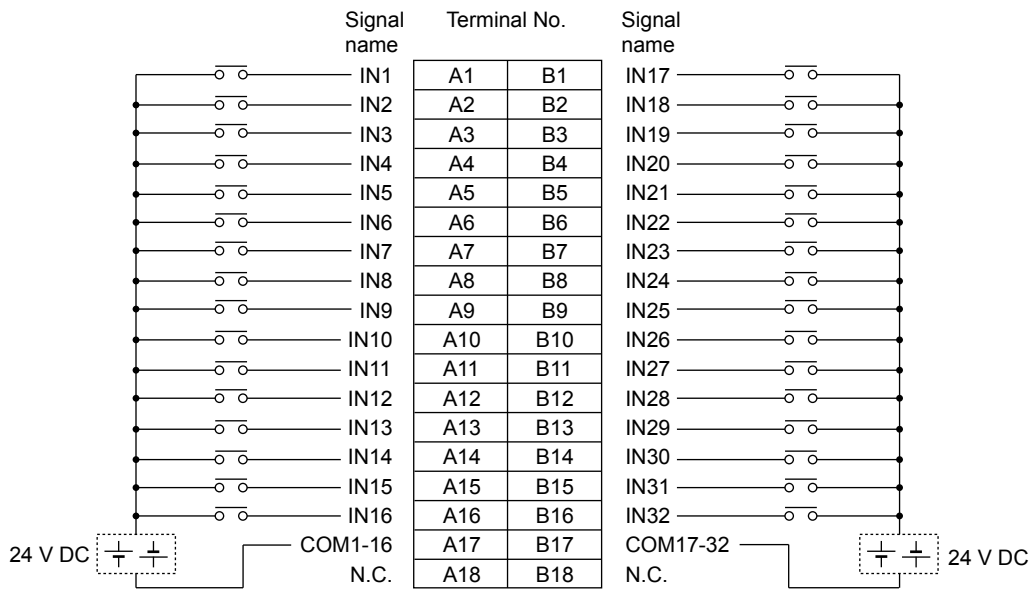 Signal name Terminal No. Signal name
IN1 A1 B1 IN17
IN2 A2 B2 IN18
IN3 A3 B3 IN19
IN4 A4 B4 IN20
IN5 A5 B5 IN21
IN6 A6 B6 IN22
IN7 A7 B7 IN23
IN8 A8 B8 IN24
IN9 A9 B9 IN25
IN10 A10 B10 IN26
IN11 A11 B11 IN27
IN12 A12 B12 IN28
IN13 A13 B13 IN29
IN14 A14 B14 IN30
IN15 A15 B15 IN31
IN16 A16 B16 IN32
24 V DC COM1-16 A17 B17 COM17-32 24 V DC
N.C. A18 B18 N.C.